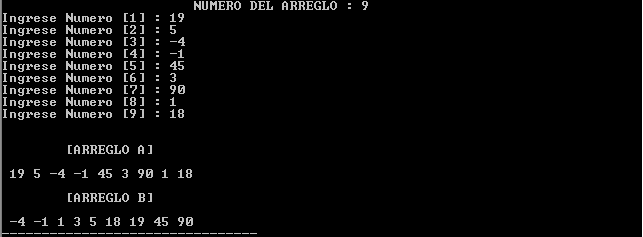 NUMERO DEL ARREGLO : 9
Ingrese Numero [1] : 19
Ingrese Numero [2] : 5
Ingrese Numero [3] : -4
Ingrese Numero [4] : -1
Ingrese Numero [5] : 45
Ingrese Numero [6] : 3
Ingrese Numero [7] : 90
Ingrese Numero [8] : 1
Ingrese Numero [9] : 18
[ARREGLO A]
19 5 -4 -1 45 3 90 1 18
[ARREGLO B]
-4 -1 1 3 5 18 19 45 90
--------------------------------